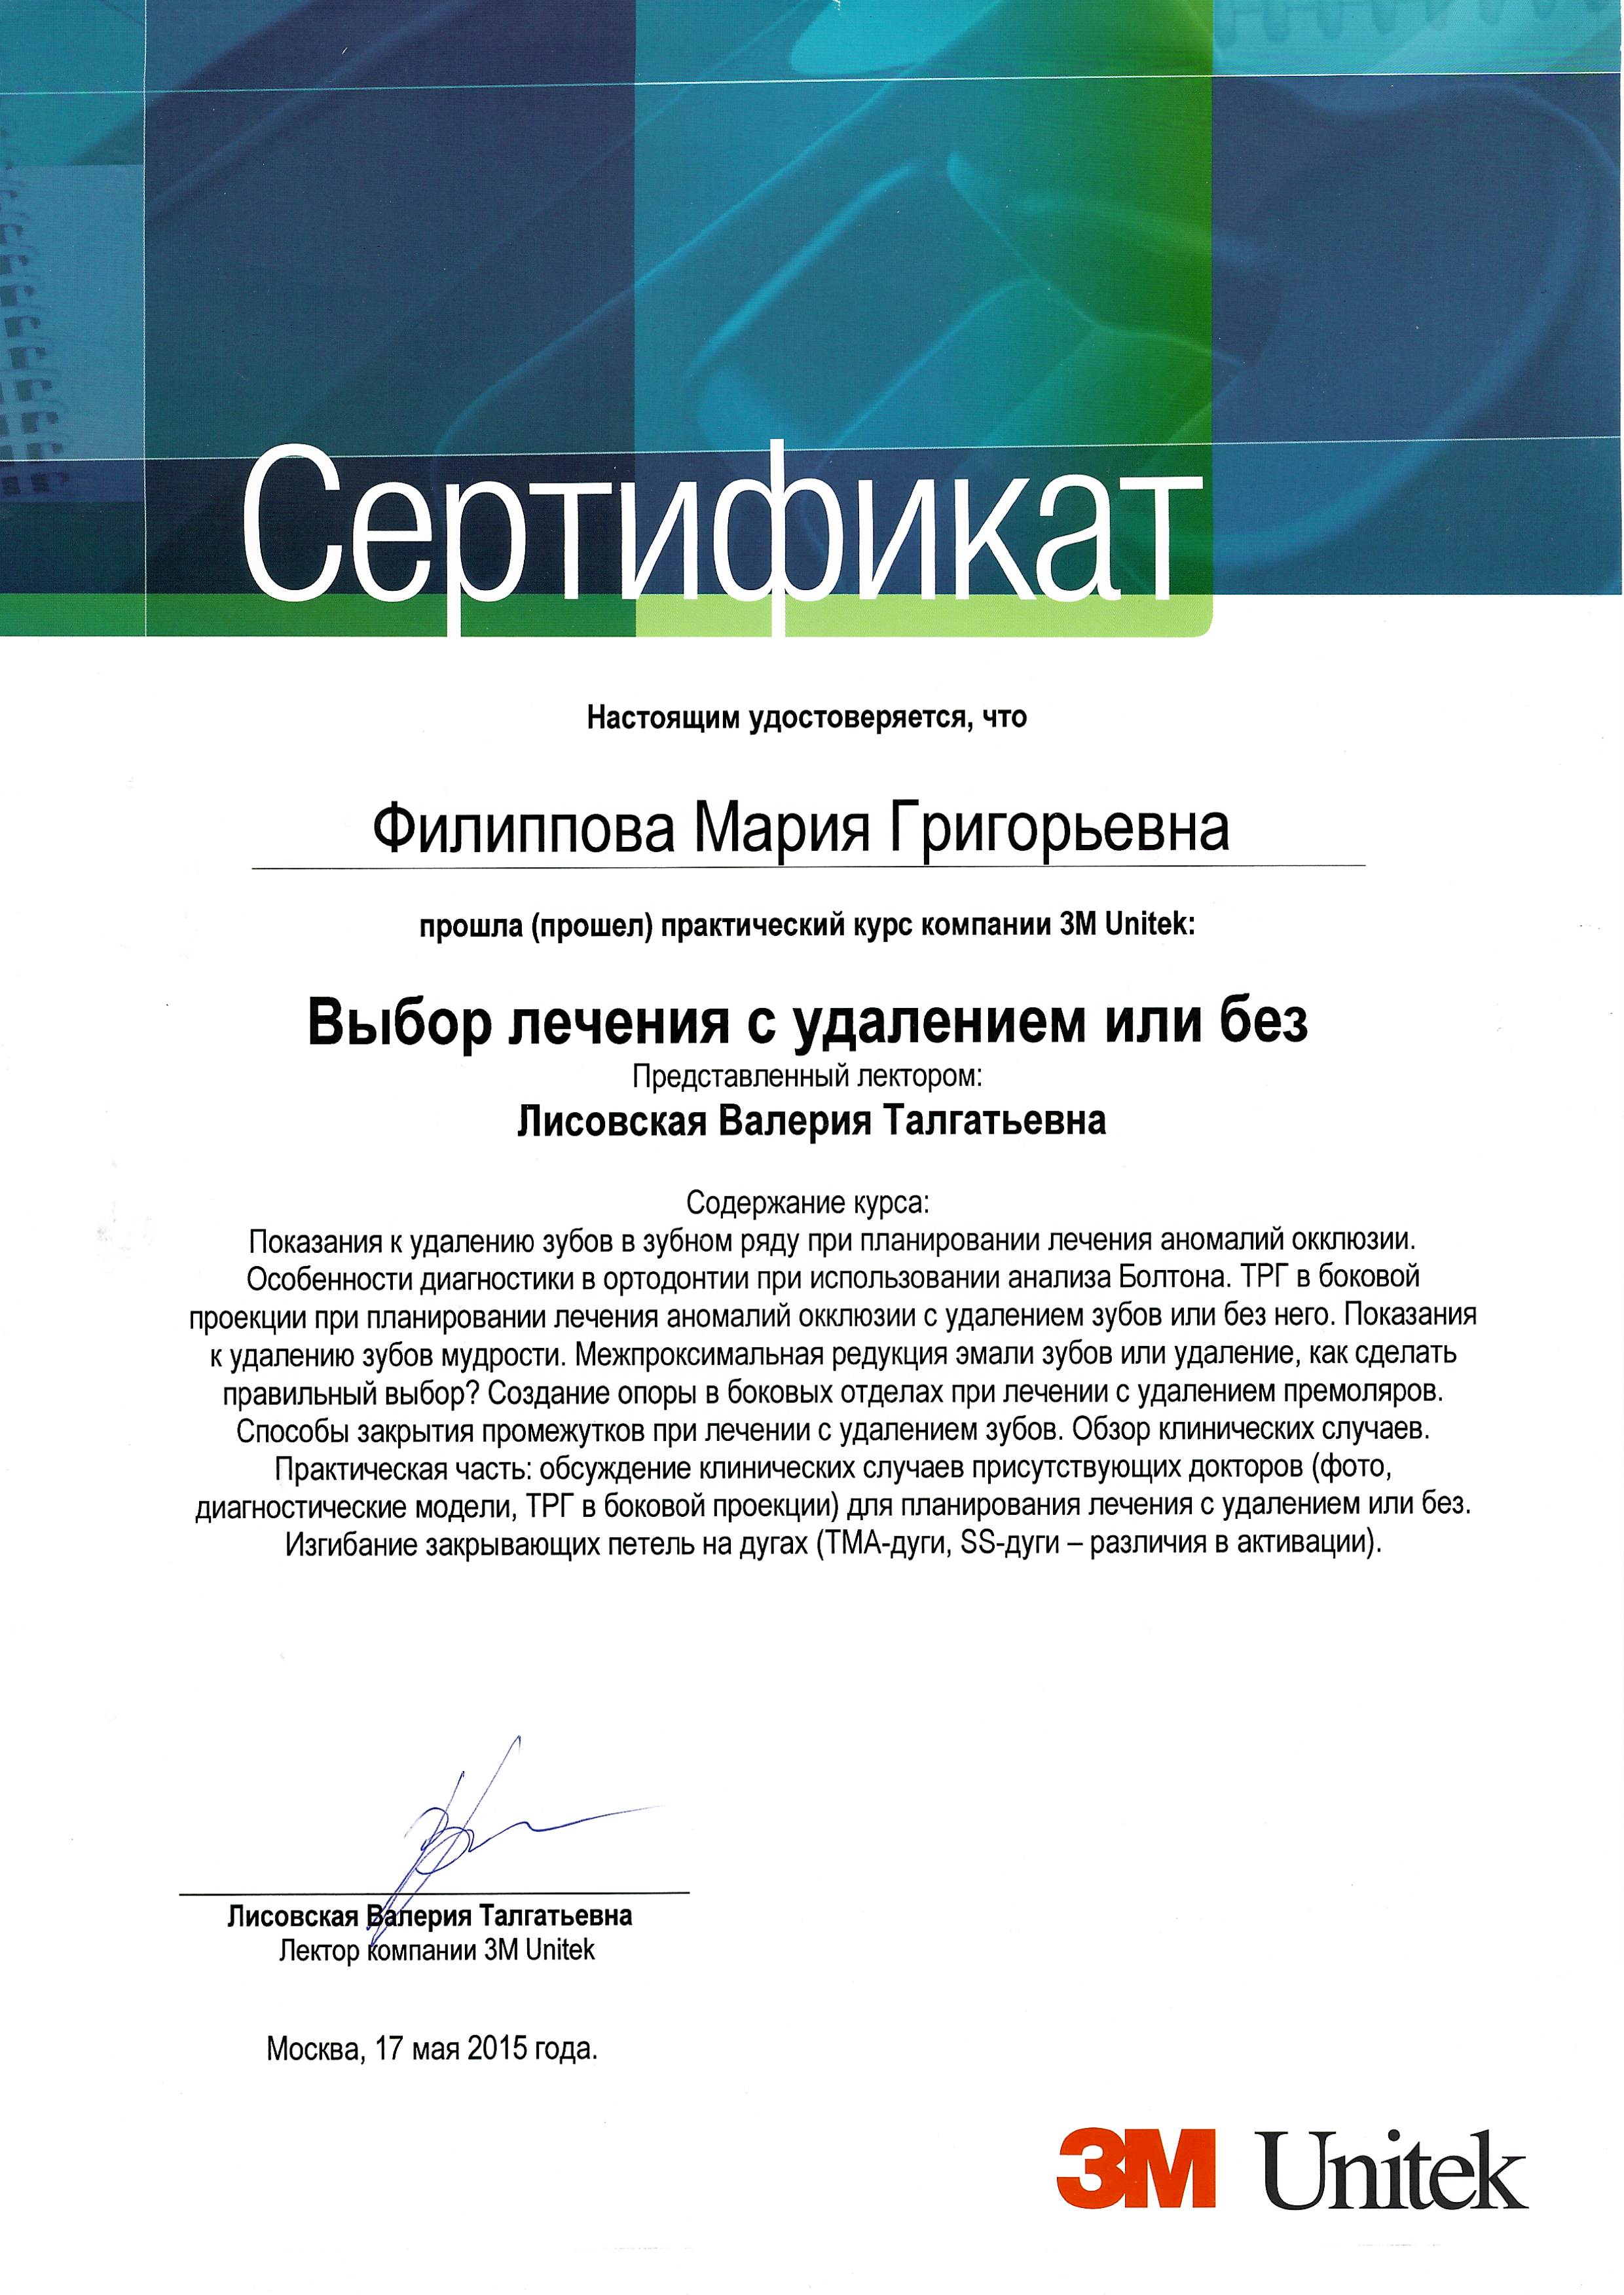 Сертификат
Настоящим удостоверяется, что
Филиппова Мария Григорьевна
прошла (прошел) практический курс компании 3M Unitek:
Выбор лечения с удалением или без
Представленный лектором:
Лисовская Валерия Талгатьевна
Содержание курса:
Показания к удалению зубов в зубном ряду при планировании лечения аномалий окклюзии.
Особенности диагностики в ортодонтии при использовании анализа Болтона. ТРГ в боковой
проекции при планировании лечения аномалий окклюзии с удалением зубов или без него. Показания
к удалению зубов мудрости. Межпроксимальная редукция эмали зубов или удаление, как сделать
правильный выбор? Создание опоры в боковых отделах при лечении с удалением премоляров.
Способы закрытия промежутков при лечении с удалением зубов. Обзор клинических случаев.
Практическая часть: обсуждение клинических случаев присутствующих докторов (фото,
диагностические модели, ТРГ в боковой проекции) для планирования лечения с удалением или без.
Изгибание закрывающих петель на дугах (ТМА-дуги, SS-дуги – различия в активации).
Лисовская Валерия Талгатьевна
Лектор компании 3M Unitek
Москва, 17 мая 2015 года.
3M Unitek